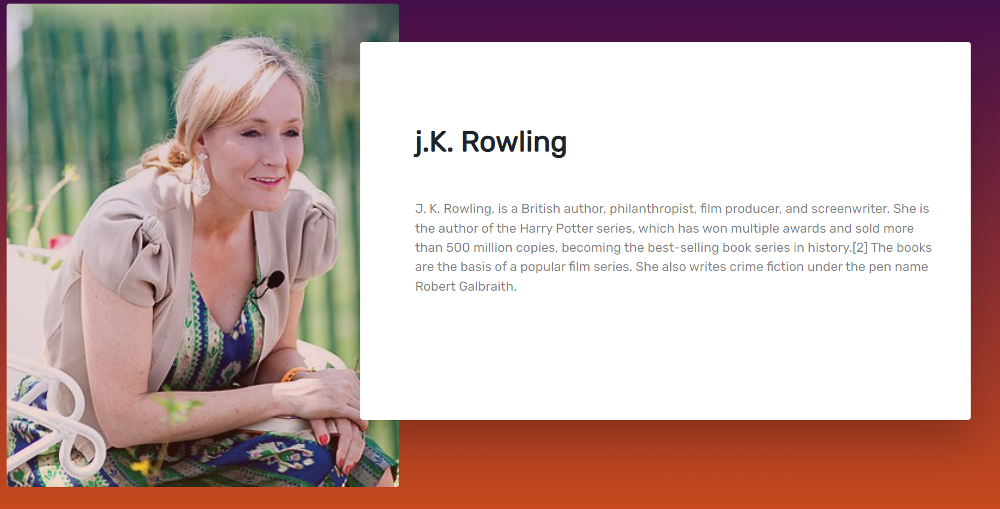 j.K. Rowling
J. K. Rowling, is a British author, philanthropist, film producer, and screenwriter. She is
the author of the Harry Potter series, which has won multiple awards and sold more
than 500 million copies, becoming the best-selling book series in history.[2] The books
are the basis of a popular film series. She also writes crime fiction under the pen name
Robert Galbraith.